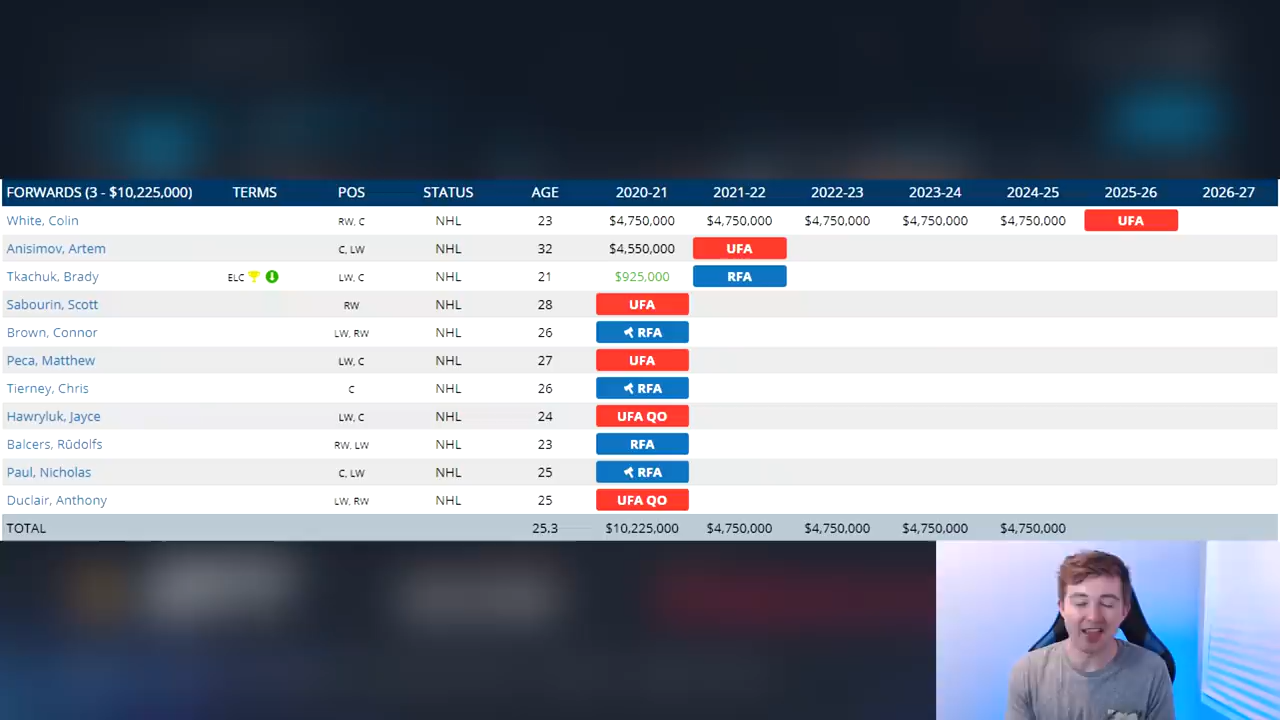 FORWARDS (3 - $10,225,000) TERMS POS STATUS AGE 2020-21 2021-22 2022-23 2023-24 2024-25 2025-26 2026-27
White, Colin RW, C NHL 23 $4,750,000 $4,750,000 $4,750,000 $4,750,000 $4,750,000 UFA
Anisimov, Artem C, LW NHL 32 $4,550,000 UFA
Tkachuk, Brady ELC LW, C NHL 21 $925,000 RFA
Sabourin, Scott RW NHL 28 UFA
Brown, Connor LW, RW NHL 26 RFA
Peca, Matthew LW, C NHL 27 UFA
Tierney, Chris C NHL 26 RFA
Hawryluk, Jayce LW, C NHL 24 UFA QO
Balcers, Rūdolfs RW, LW NHL 23 RFA
Paul, Nicholas C, LW NHL 25 RFA
Duclair, Anthony LW, RW NHL 25 UFA QO
TOTAL 25.3 $10,225,000 $4,750,000 $4,750,000 $4,750,000 $4,750,000